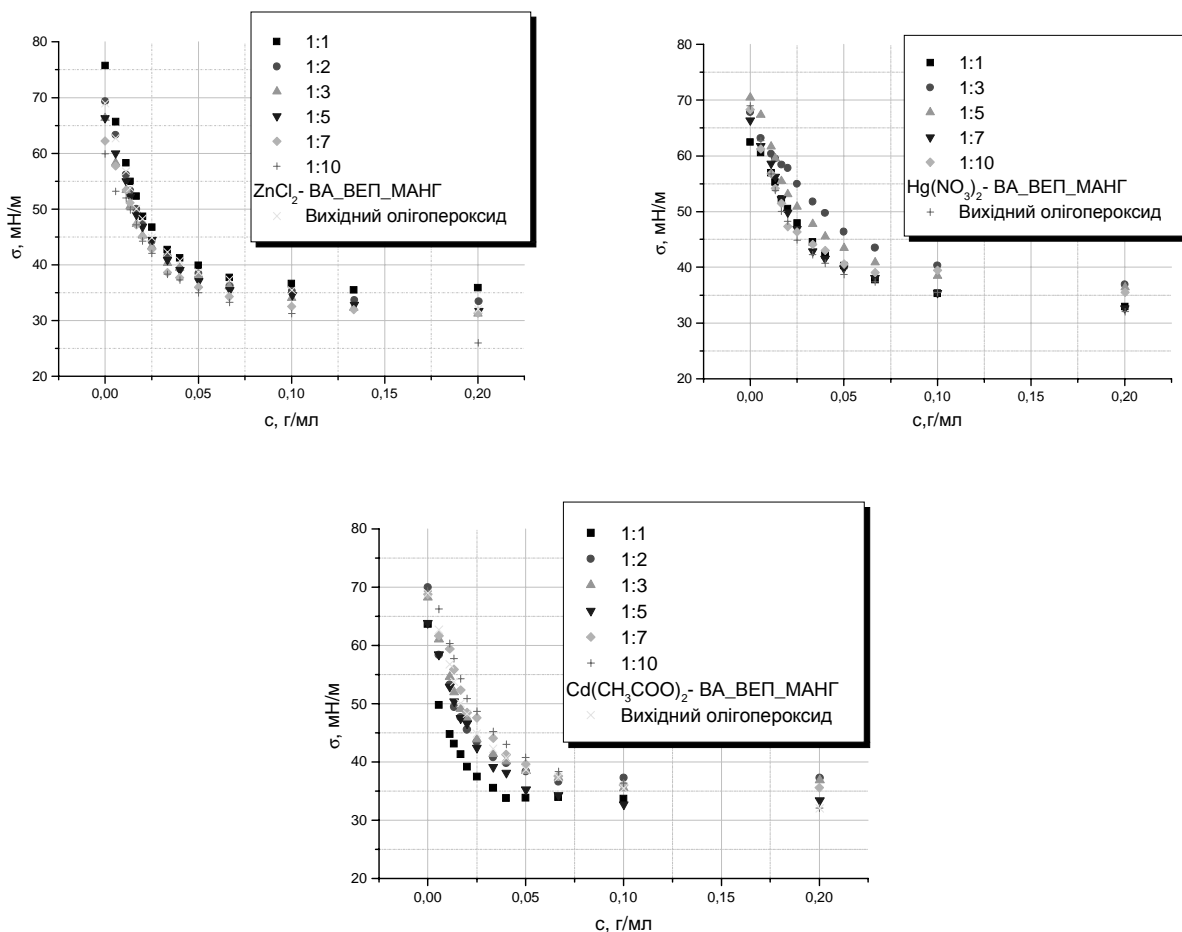 1:1
1:2
1:3
1:5
1:7
1:10
ZnCl2- ВА_ВЕП_МАНГ
Вихідний олігопероксид
80
70
60
50
40
30
20
σ, мН/м
0,00 0,05 0,10 0,15 0,20
с, г/мл
1:1
1:3
1:5
1:7
1:10
Hg(NO3)2- ВА_ВЕП_МАНГ
Вихідний олігопероксид
80
70
60
50
40
30
20
σ, мН/м
0,00 0,05 0,10 0,15 0,20
с,г/мл
1:1
1:2
1:3
1:5
1:7
1:10
Cd(CH3COO)2- ВА_ВЕП_МАНГ
Вихідний олігопероксид
80
70
60
50
40
30
20
σ, мН/м
0,00 0,05 0,10 0,15 0,20
с, г/мл